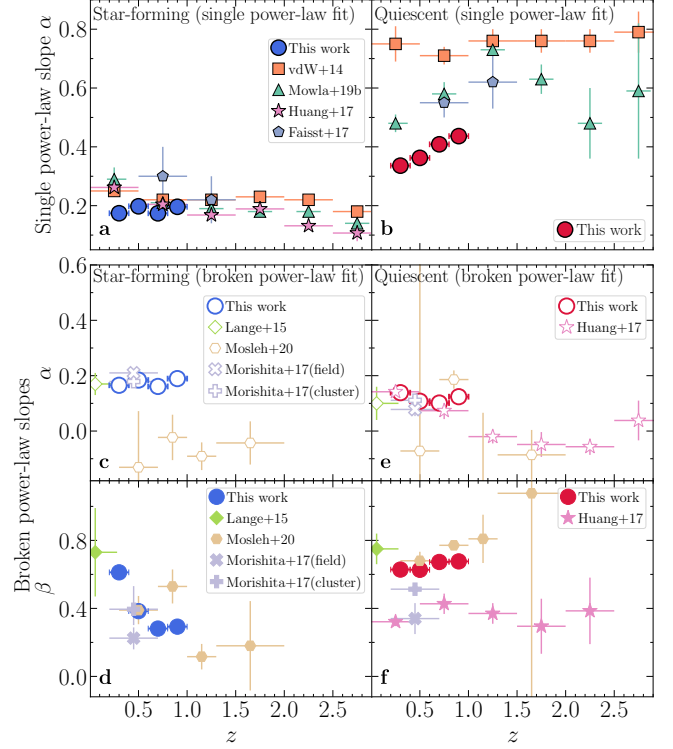 Star-forming (single power-law fit)
This work
vdW+14
Mowla+19b
Huang+17
Faisst+17
a
Quiescent (single power-law fit)
This work
b
Single power-law slope α
0.8
0.6
0.4
0.2
Star-forming (broken power-law fit)
This work
Lange+15
Mosleh+20
Morishita+17(field)
Morishita+17(cluster)
c
Quiescent (broken power-law fit)
This work
Huang+17
e
α
0.6
0.4
0.2
0.0
This work
Lange+15
Mosleh+20
Morishita+17(field)
Morishita+17(cluster)
d
This work
Huang+17
f
Broken power-law slopes
β
0.8
0.4
0.0
0.5 1.0 1.5 2.0 2.5
0.5 1.0 1.5 2.0 2.5
z
z